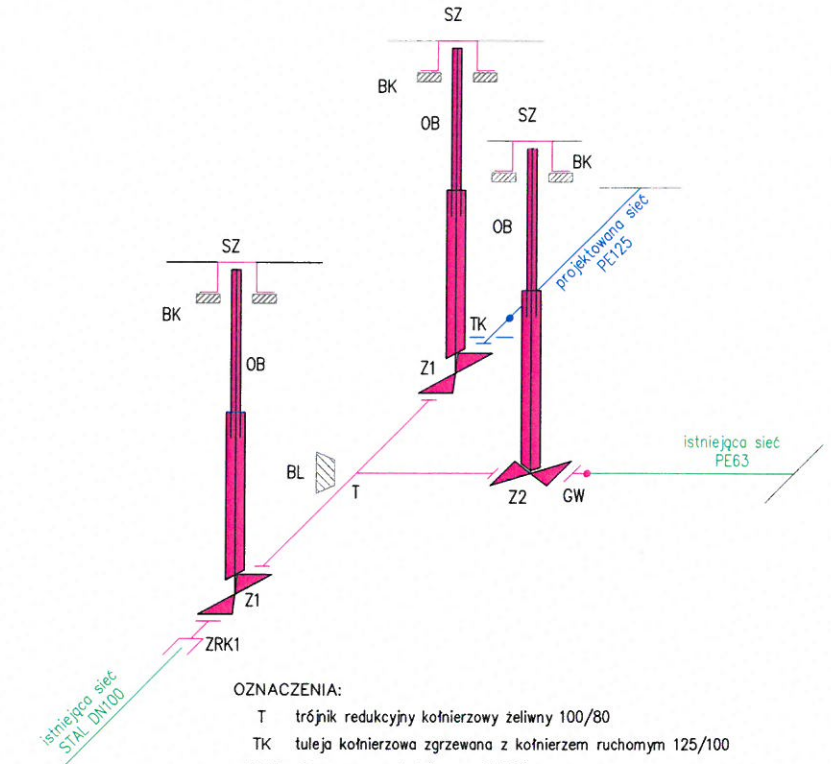 SZ
BK
OB
SZ
BK
OB
projektowana sieć
PE125
TK
Z1
SZ
BK
OB
istniejąca sieć
PE63
BL
T
Z2
GW
Z1
ZRK1
istniejąca sieć
STAL DN100
OZNACZENIA:
T trójnik redukcyjny kołnierzowy żeliwny 100/80
TK tuleja kołnierzowa zgrzewana z kołnierzem ruchomym 125/100